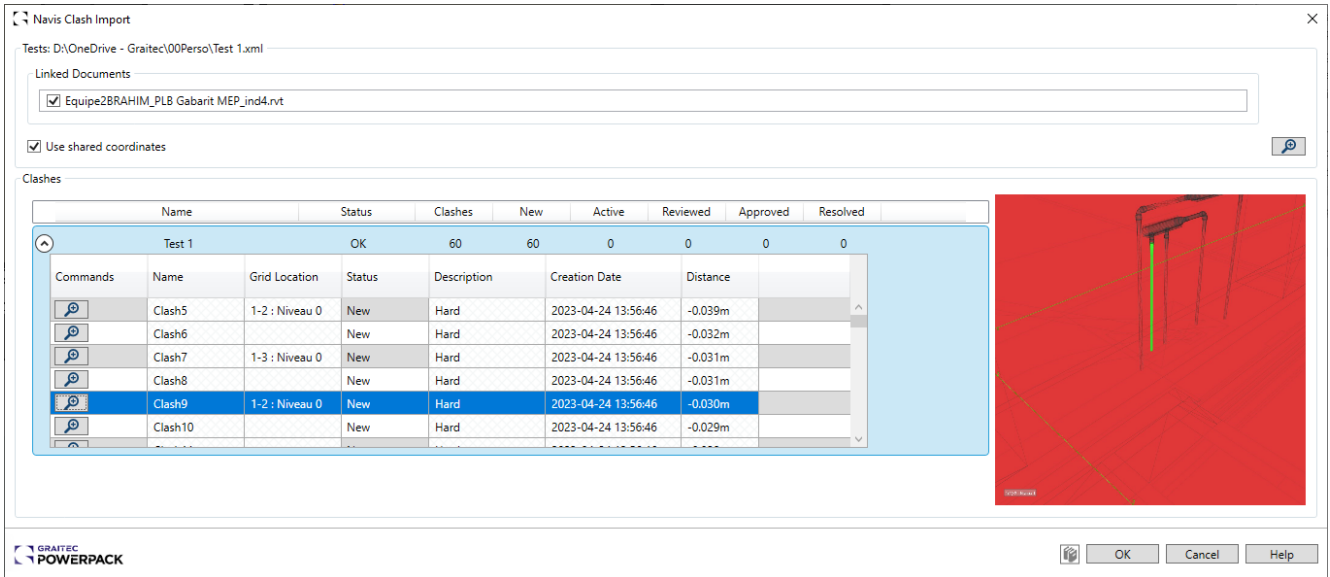 Navis Clash Import
Tests: D:\OneDrive - Graitec\00Perso\Test 1.xml
Linked Documents
Equipe2BRAHIM_PLB Gabarit MEP_ind4.rvt
Use shared coordinates
Clashes
Name Status Clashes New Active Reviewed Approved Resolved
Test 1 OK 60 60 0 0 0 0
Commands Name Grid Location Status Description Creation Date Distance
Clash5 1-2 : Niveau 0 New Hard 2023-04-24 13:56:46 -0.039m
Clash6 New Hard 2023-04-24 13:56:46 -0.032m
Clash7 1-3 : Niveau 0 New Hard 2023-04-24 13:56:46 -0.031m
Clash8 New Hard 2023-04-24 13:56:46 -0.031m
Clash9 1-2 : Niveau 0 New Hard 2023-04-24 13:56:46 -0.030m
Clash10 New Hard 2023-04-24 13:56:46 -0.029m
GRAITEC
POWERPACK
OK Cancel Help